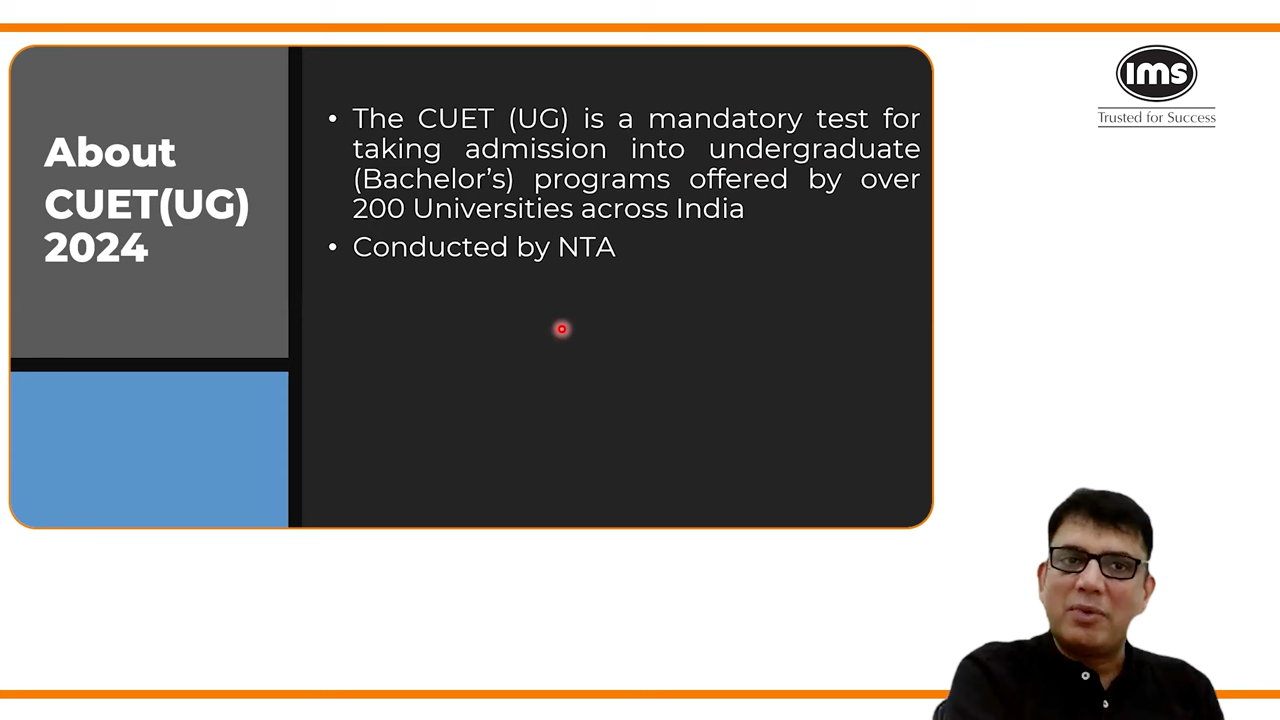 About
CUET(UG)
2024
• The CUET (UG) is a mandatory test for
taking admission into undergraduate
(Bachelor’s) programs offered by over
200 Universities across India
• Conducted by NTA
ims
Trusted for Success